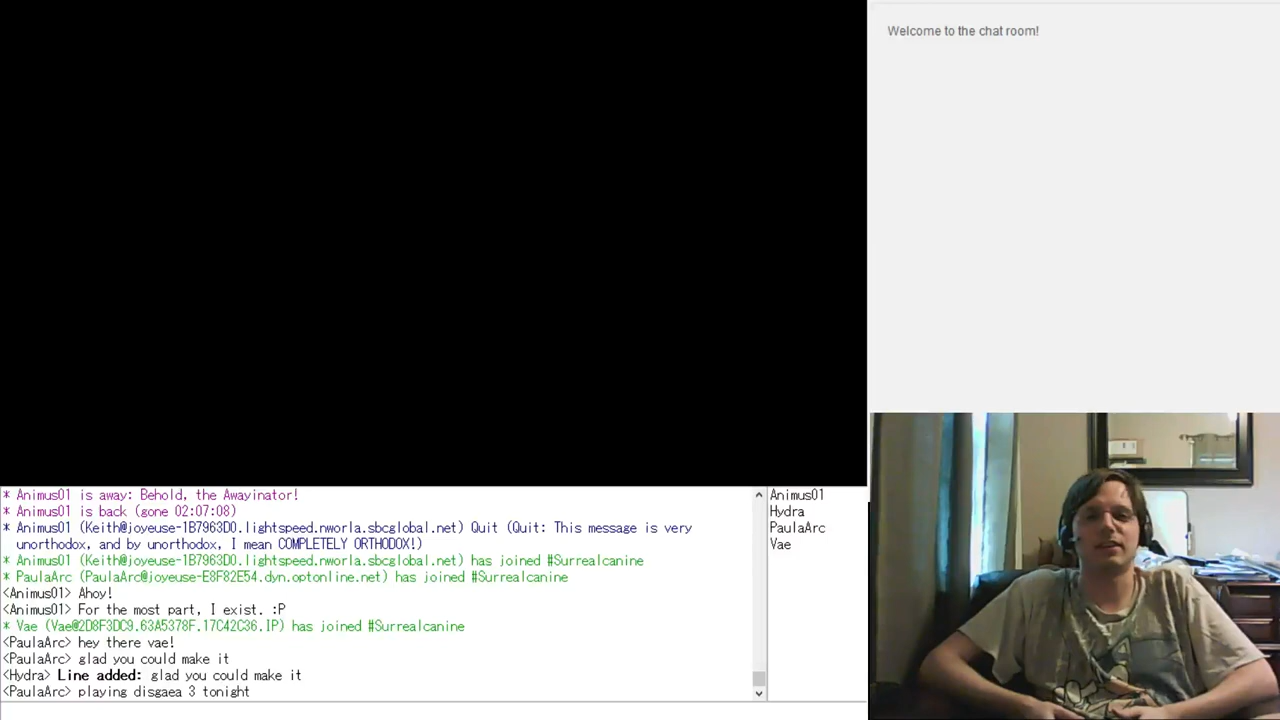 Welcome to the chat room!
* Animus01 is away: Behold, the Awayinator!
* Animus01 is back (gone 02:07:08)
* Animus01 (Keith@joyeuse-1B7963D0.lightspeed.nworla.sbcglobal.net) Quit (Quit: This message is very
unorthodox, and by unorthodox, I mean COMPLETELY ORTHODOX!)
* Animus01 (Keith@joyeuse-1B7963D0.lightspeed.nworla.sbcglobal.net) has joined #Surrealcanine
* PaulaArc (PaulaArc@joyeuse-E8F82E54.dyn.optonline.net) has joined #Surrealcanine
<Animus01> Ahoy!
<Animus01> For the most part, I exist. :P
* Vae (Vae@2D8F3DC9.63A5378F.17C42C36.IP) has joined #Surrealcanine
<PaulaArc> hey there vae!
<PaulaArc> glad you could make it
<Hydra> Line added: glad you could make it
<PaulaArc> playing disgaea 3 tonight
Animus01
Hydra
PaulaArc
Vae